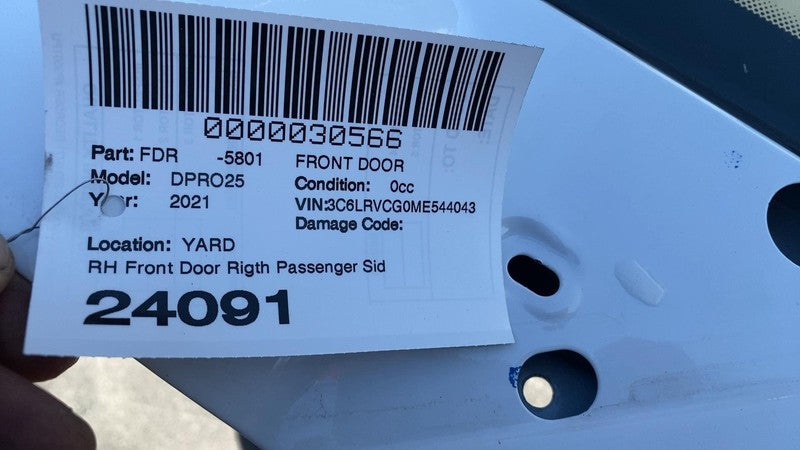 0000030566
Part: FDR -5801 FRONT DOOR
Model: DPRO25 Condition: 0cc
Year: 2021 VIN:3C6LRVCG0ME544043
Damage Code:
Location: YARD
RH Front Door Rigth Passenger Sid
24091